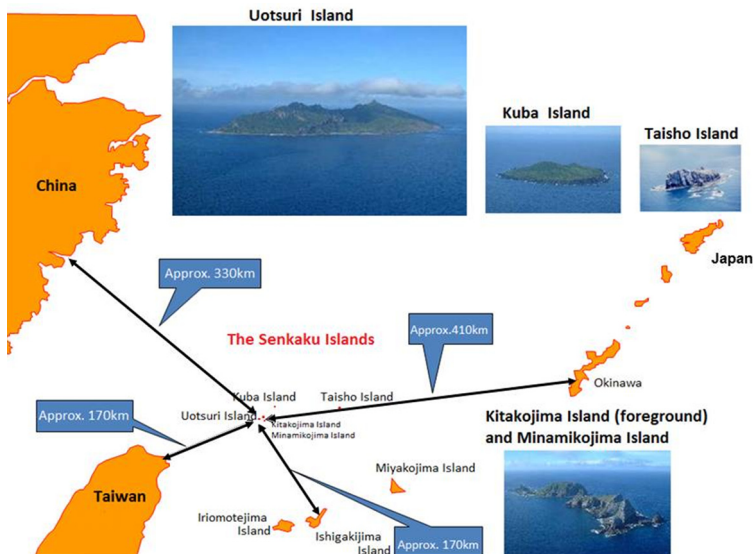 Uotsuri Island
Kuba Island
Taisho Island
China
Japan
Approx. 330km
The Senkaku Islands
Approx.410km
Okinawa
Kuba Island
Taisho Island
Approx. 170km
Uotsuri Island
Kitakojima Island
Minamikojima Island
Kitakojima Island (foreground)
and Minamikojima Island
Miyakojima Island
Taiwan
Iriomotejima
Island
Ishigakijima
Island
Approx. 170km